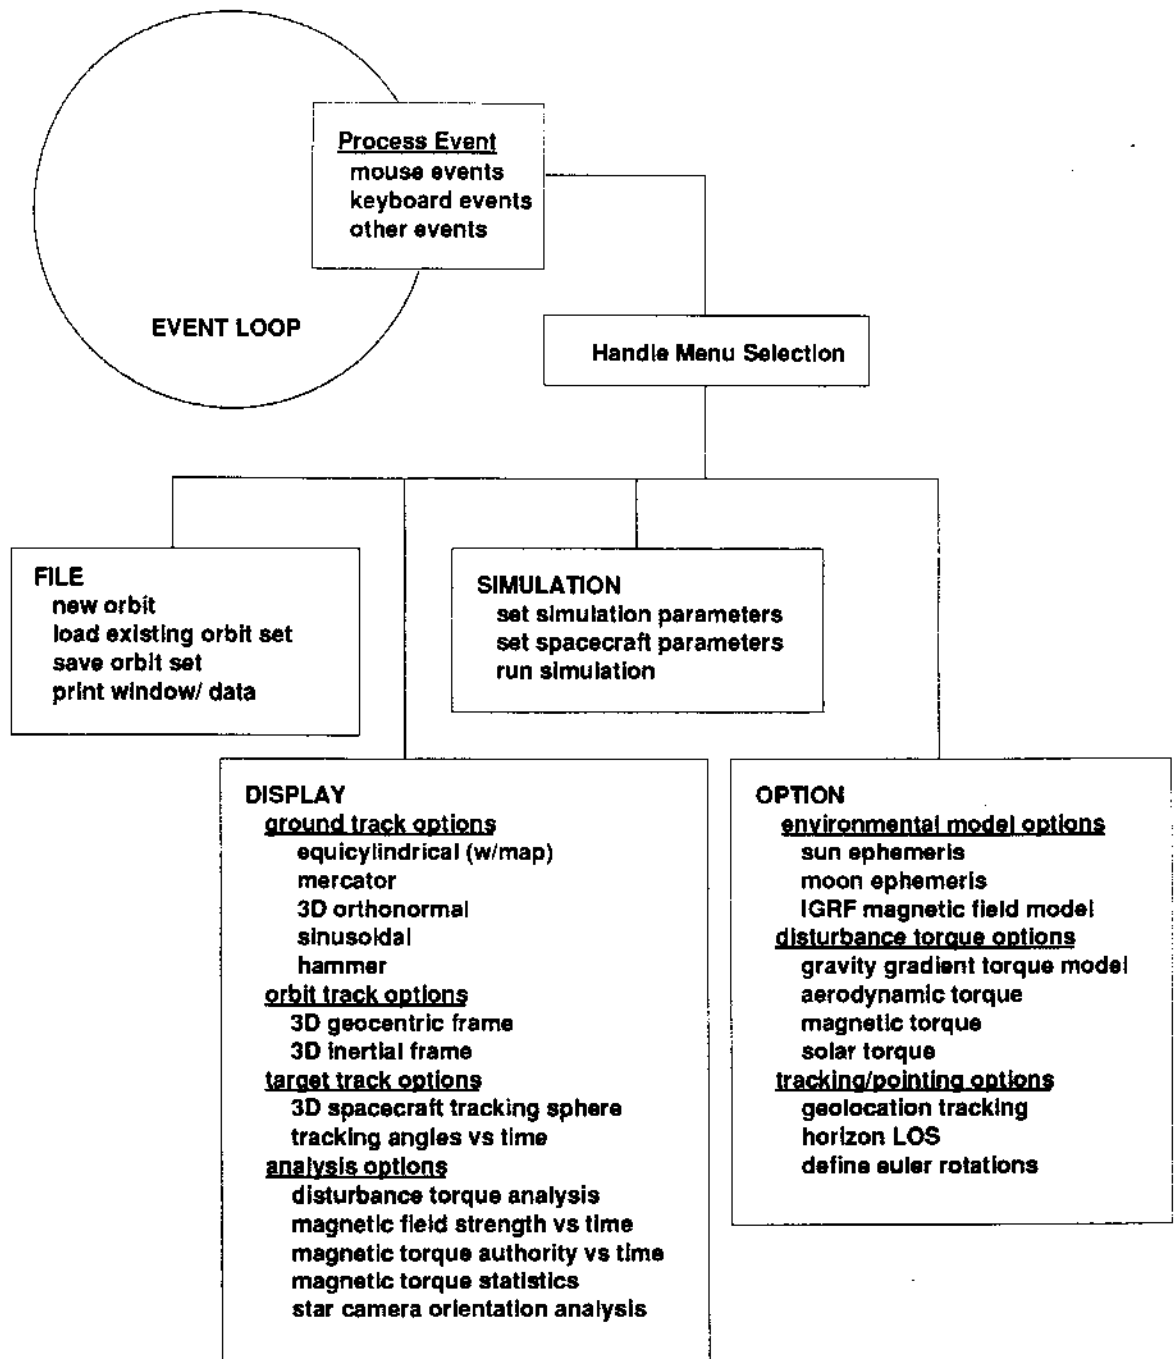 Process Event
mouse events
keyboard events
other events
EVENT LOOP
Handle Menu Selection
FILE
new orbit
load existing orbit set
save orbit set
print window/ data
SIMULATION
set simulation parameters
set spacecraft parameters
run simulation
DISPLAY
ground track options
equicylindrical (w/map)
mercator
3D orthonormal
sinusoidal
hammer
orbit track options
3D geocentric frame
3D inertial frame
target track options
3D spacecraft tracking sphere
tracking angles vs time
analysis options
disturbance torque analysis
magnetic field strength vs time
magnetic torque authority vs time
magnetic torque statistics
star camera orientation analysis
OPTION
environmental model options
sun ephemeris
moon ephemeris
IGRF magnetic field model
disturbance torque options
gravity gradient torque model
aerodynamic torque
magnetic torque
solar torque
tracking/pointing options
geolocation tracking
horizon LOS
define euler rotations